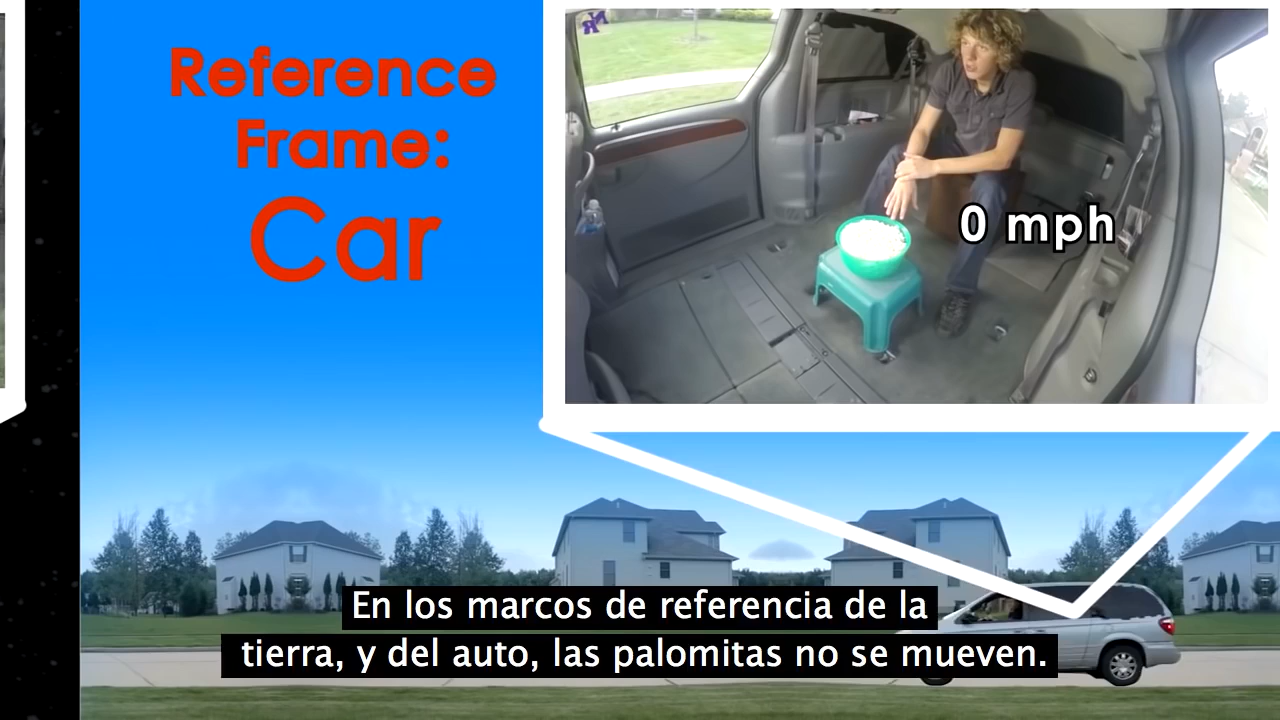 Reference
Frame:
Car
NR
0 mph
En los marcos de referencia de la
tierra, y del auto, las palomitas no se mueven.